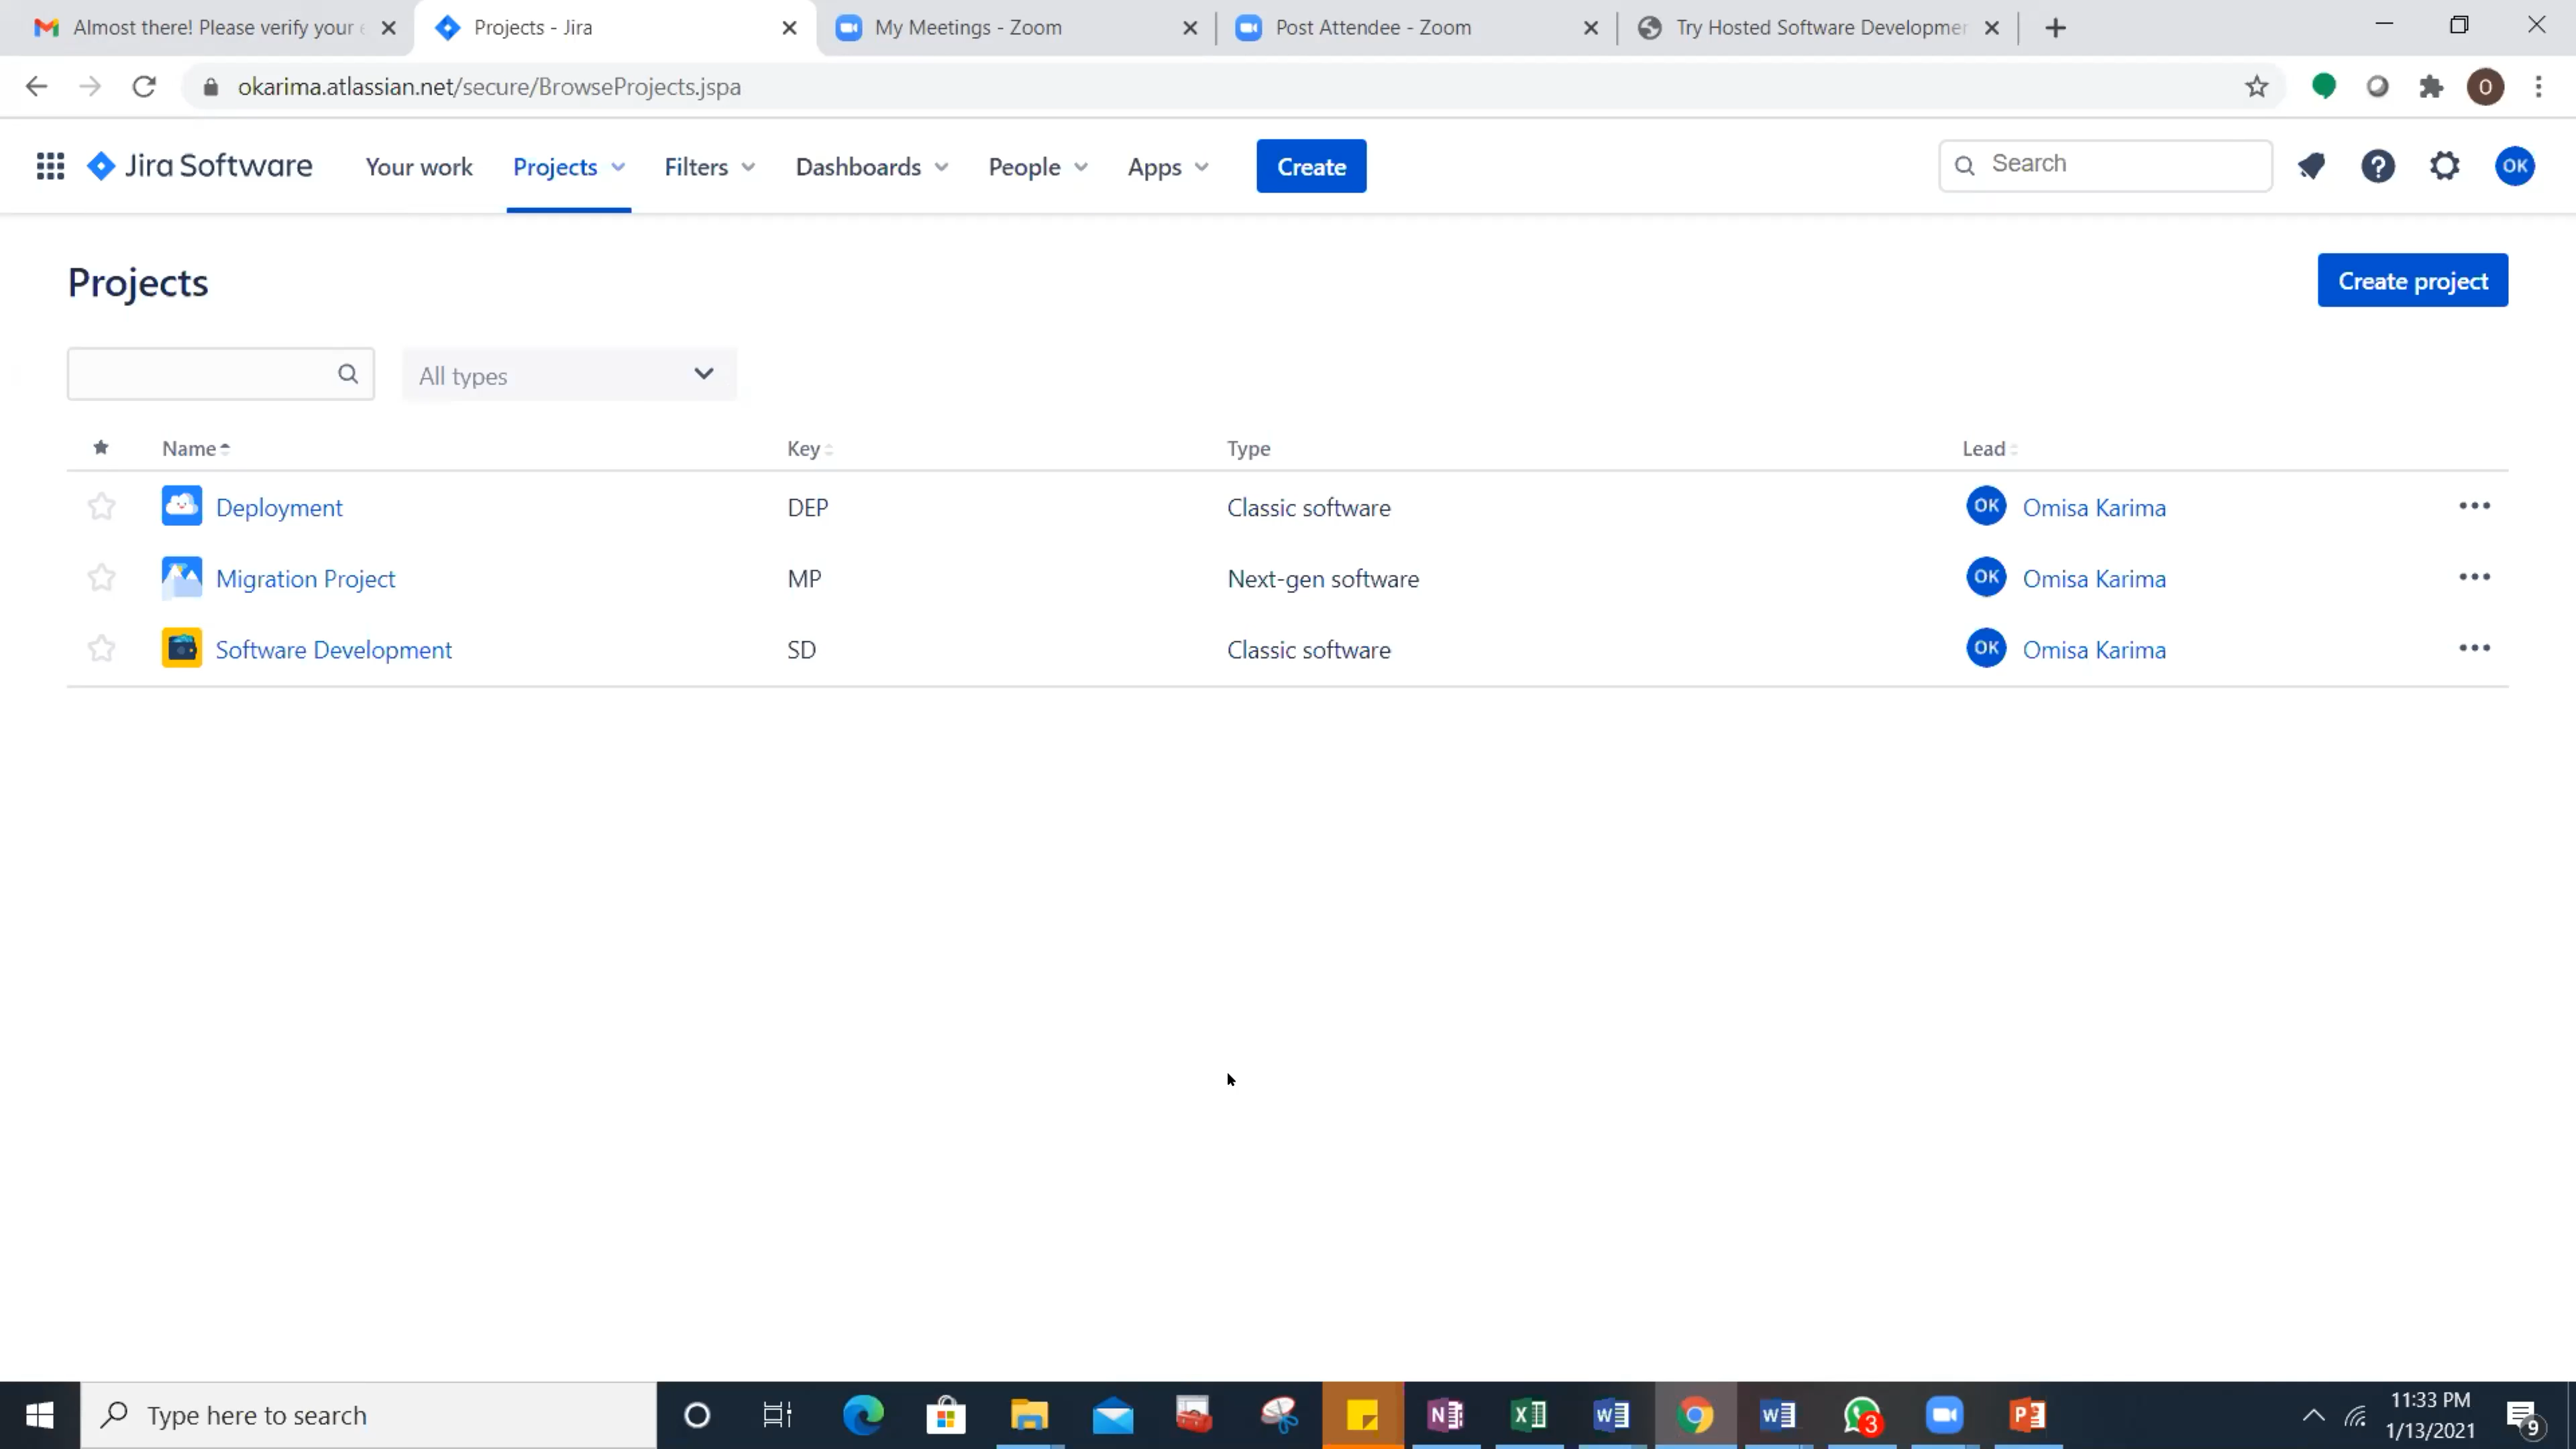 Almost there! Please verify your e
Projects - Jira
My Meetings - Zoom
Post Attendee - Zoom
Try Hosted Software Developmen
okarima.atlassian.net/secure/BrowseProjects.jspa
O
Jira Software
Your work
Projects
Filters
Dashboards
People
Apps
Create
Search
OK
Projects
Create project
All types
Name Key Type Lead
Deployment DEP Classic software OK Omisa Karima
Migration Project MP Next-gen software OK Omisa Karima
Software Development SD Classic software OK Omisa Karima
Type here to search
3
11:33 PM
1/13/2021
9